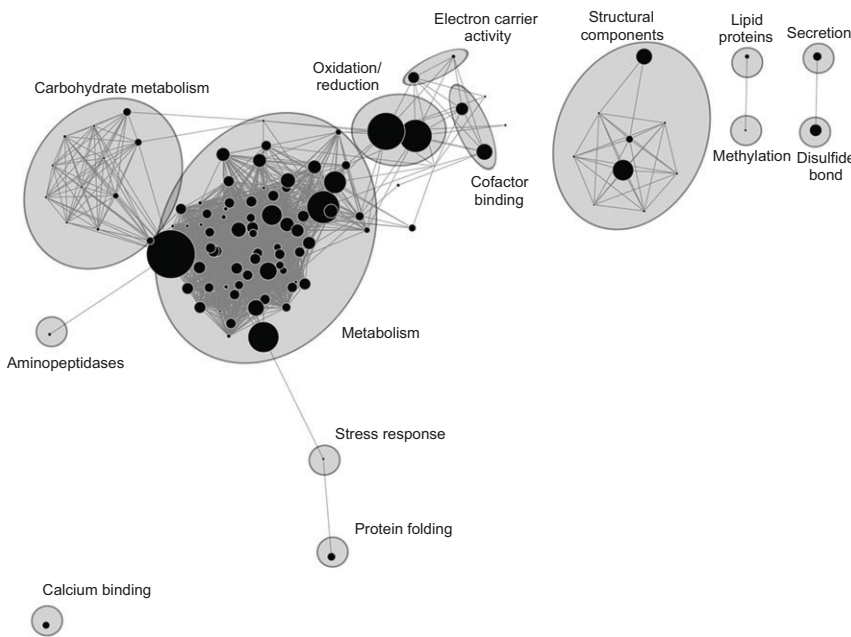 Electron carrier
activity
Structural
components
Lipid
proteins
Secretion
Oxidation/
reduction
Carbohydrate metabolism
Methylation
Disulfide
bond
Cofactor
binding
Metabolism
Aminopeptidases
Stress response
Protein folding
Calcium binding